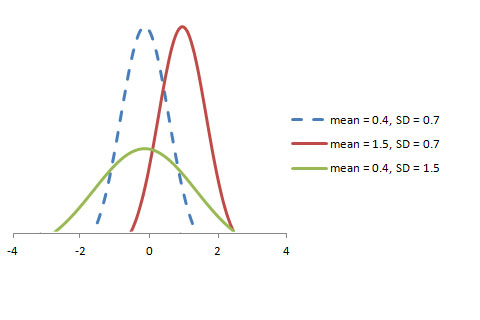 mean = 0.4, SD = 0.7
mean = 1.5, SD = 0.7
mean = 0.4, SD = 1.5
-4 -2 0 2 4